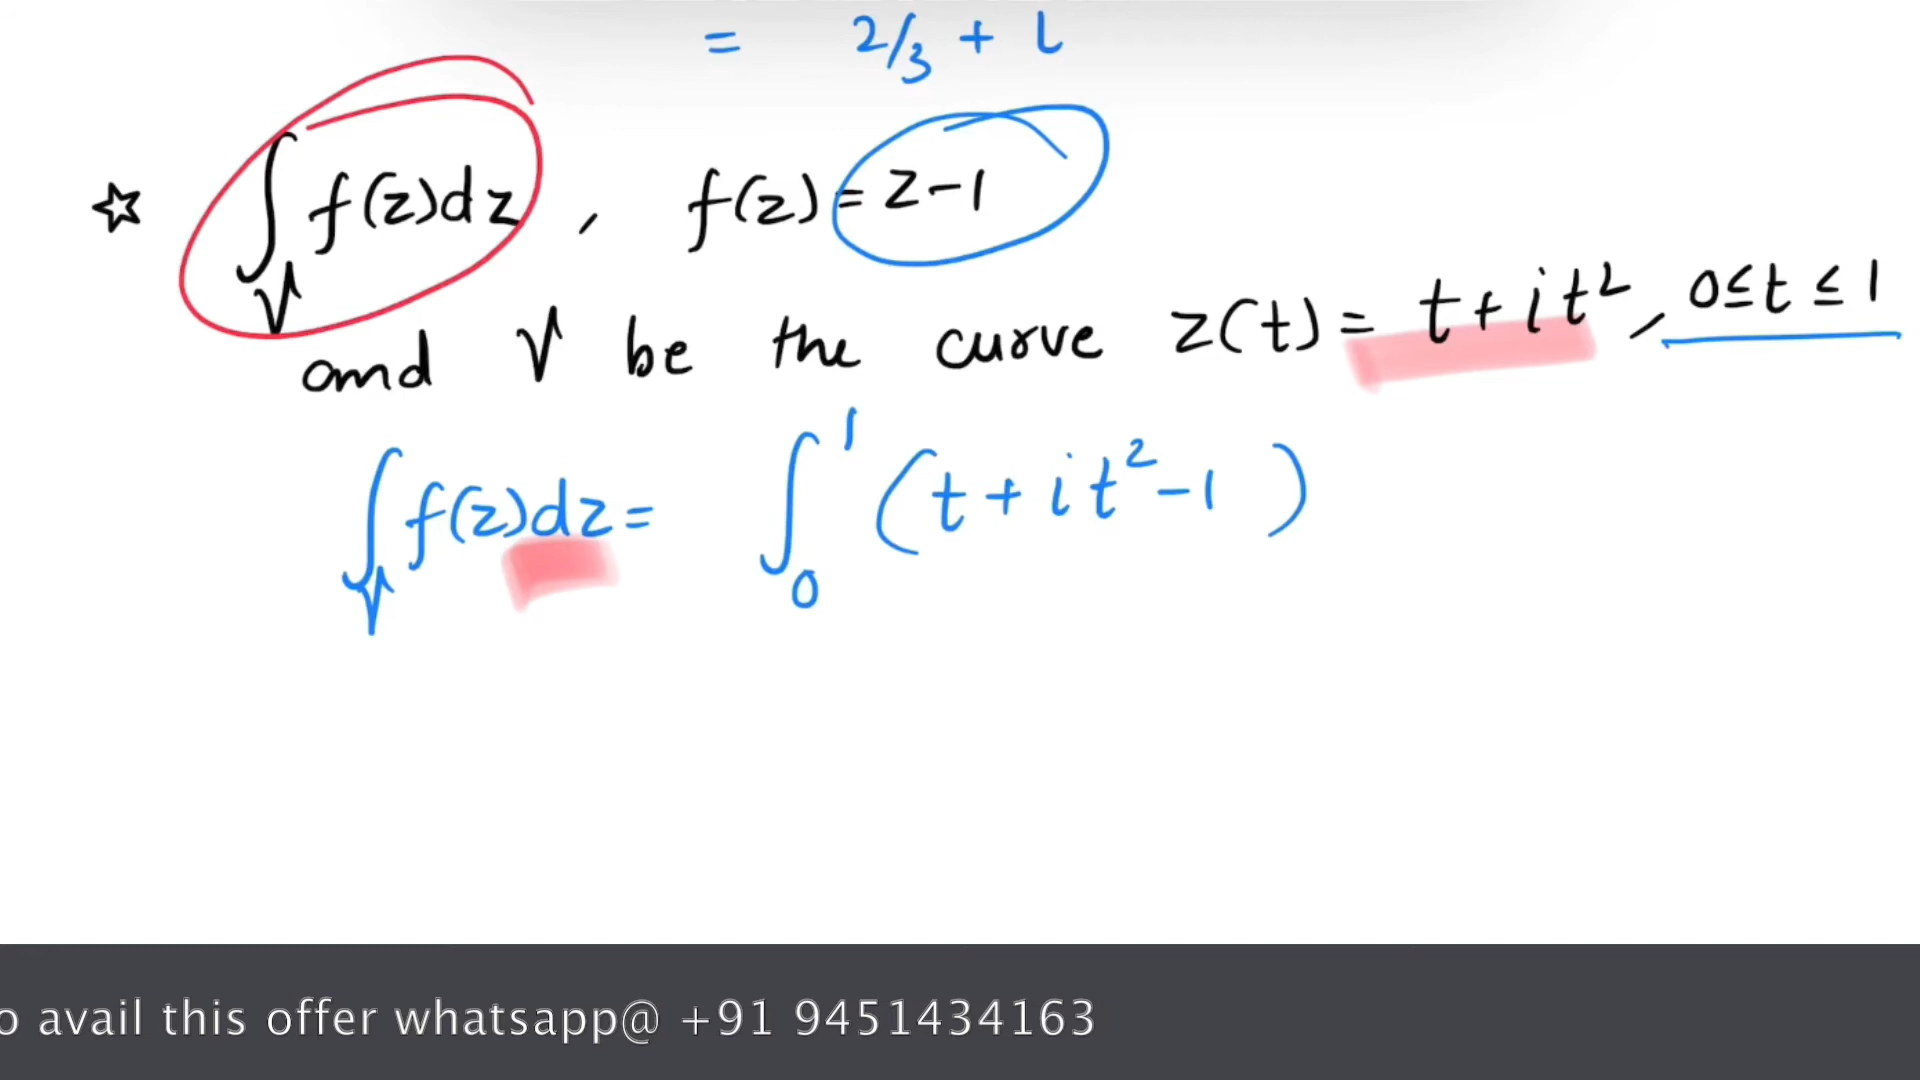 = 2/3 + i
☆ ∫γ f(z)dz , f(z) = z-1
and γ be the curve z(t) = t + it², 0≤t≤1
∫γ f(z)dz = ∫₀¹ (t + it² - 1)
o avail this offer whatsapp@ +91 9451434163